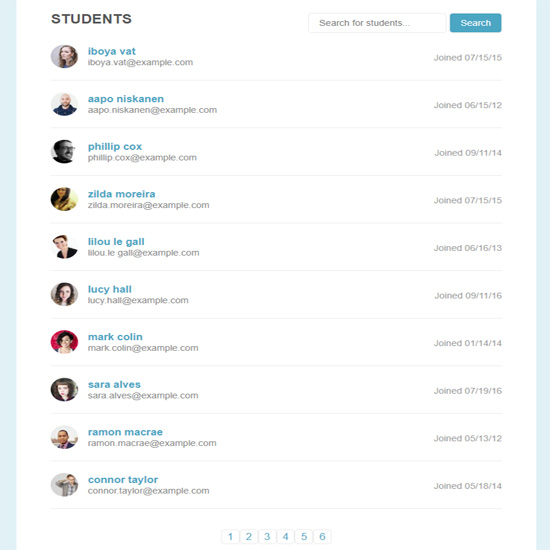 STUDENTS
Search for students...
Search
iboya vat
iboya.vat@example.com
Joined 07/15/15
aapo niskanen
aapo.niskanen@example.com
Joined 06/15/12
phillip cox
phillip.cox@example.com
Joined 09/11/14
zilda moreira
zilda.moreira@example.com
Joined 07/15/15
lilou le gall
lilou.le gall@example.com
Joined 06/16/13
lucy hall
lucy.hall@example.com
Joined 09/11/16
mark colin
mark.colin@example.com
Joined 01/14/14
sara alves
sara.alves@example.com
Joined 07/19/16
ramon macrae
ramon.macrae@example.com
Joined 05/13/12
connor taylor
connor.taylor@example.com
Joined 05/18/14
1 2 3 4 5 6